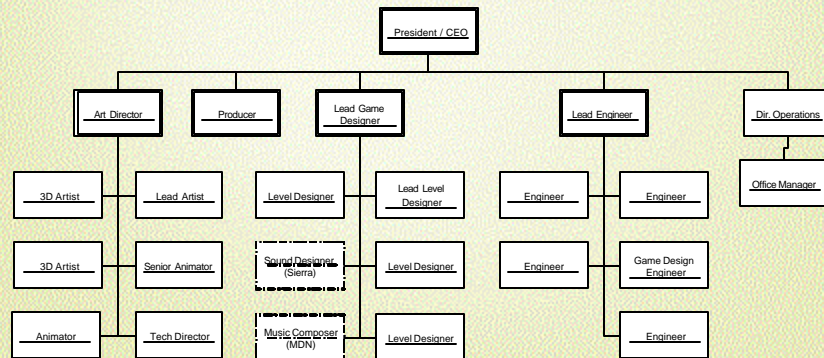 President / CEO
Art Director
Producer
Lead Game
Designer
Lead Engineer
Dir. Operations
Office Manager
3D Artist
Lead Artist
Level Designer
Lead Level
Designer
Engineer
Engineer
3D Artist
Senior Animator
Sound Designer
(Sierra)
Level Designer
Engineer
Game Design
Engineer
Animator
Tech Director
Music Composer
(MDN)
Level Designer
Engineer